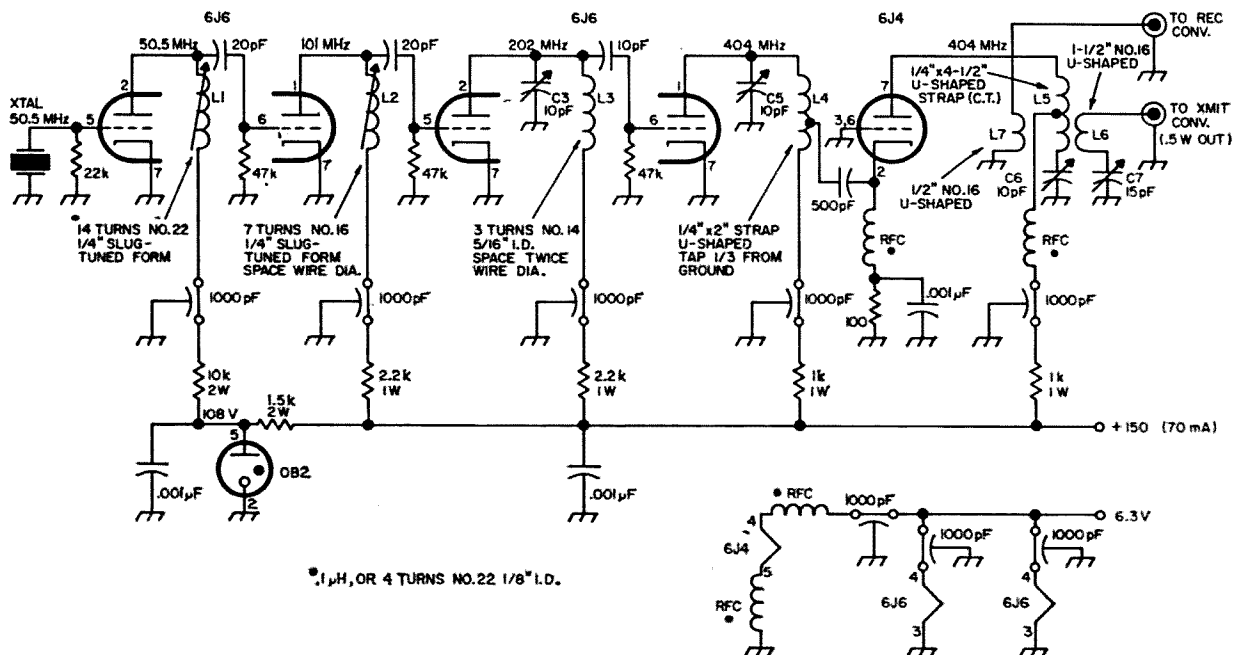 6J6
6J6
6J4
TO REC
CONV.
50.5 MHz
20pF
101 MHz
20pF
202 MHz
10pF
404 MHz
404 MHz
1-1/2" NO.16
U-SHAPED
1/4" x 4-1/2"
U-SHAPED
STRAP (C.T.)
TO XMIT
CONV.
(.5 W OUT)
XTAL
50.5 MHz
2
5
7
22k
L1
1
6
7
47k
L2
2
5
7
47k
C3
10pF
L3
1
6
7
47k
C5
10pF
L4
7
3,6
2
500pF
L5
L7
L6
C6
10pF
C7
15pF
1/2" NO.16
U-SHAPED
14 TURNS NO.22
1/4" SLUG-
TUNED FORM
7 TURNS NO.16
1/4" SLUG-
TUNED FORM
SPACE WIRE DIA.
3 TURNS NO.14
5/16" I.D.
SPACE TWICE
WIRE DIA.
1/4" x 2" STRAP
U-SHAPED
TAP 1/3 FROM
GROUND
RFC
RFC
1000pF
1000pF
1000pF
1000pF
100
.001µF
1000pF
10k
2W
2.2k
1W
2.2k
1W
1k
1W
1k
1W
108 V
1.5k
2W
+150 (70 mA)
5
OB2
2
.001µF
.001µF
RFC
1000pF
6.3V
4
6J4
5
RFC
1000pF
4
6J6
3
1000pF
4
6J6
3
.1µH, OR 4 TURNS NO.22 1/8" I.D.